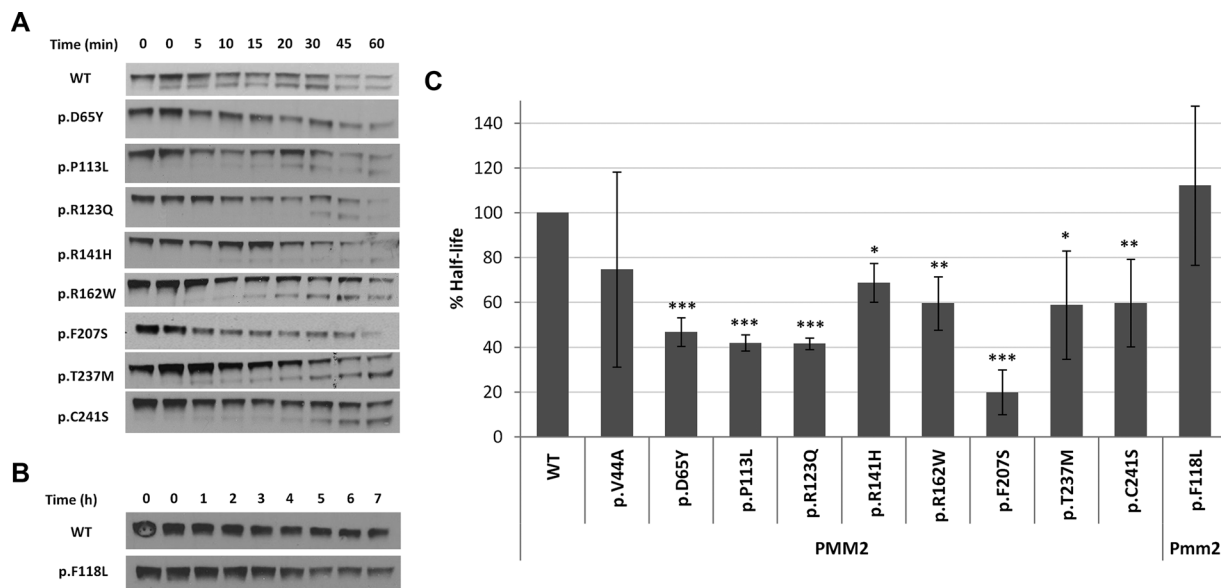 A
Time (min) 0 0 5 10 15 20 30 45 60
WT
p.D65Y
p.P113L
p.R123Q
p.R141H
p.R162W
p.F207S
p.T237M
p.C241S
B
Time (h) 0 0 1 2 3 4 5 6 7
WT
p.F118L
C
% Half-life
140
120
100
80
60
40
20
0
*** *** *** * ** *** * **
WT p.V44A p.D65Y p.P113L p.R123Q p.R141H p.R162W p.F207S p.T237M p.C241S p.F118L
PMM2 Pmm2